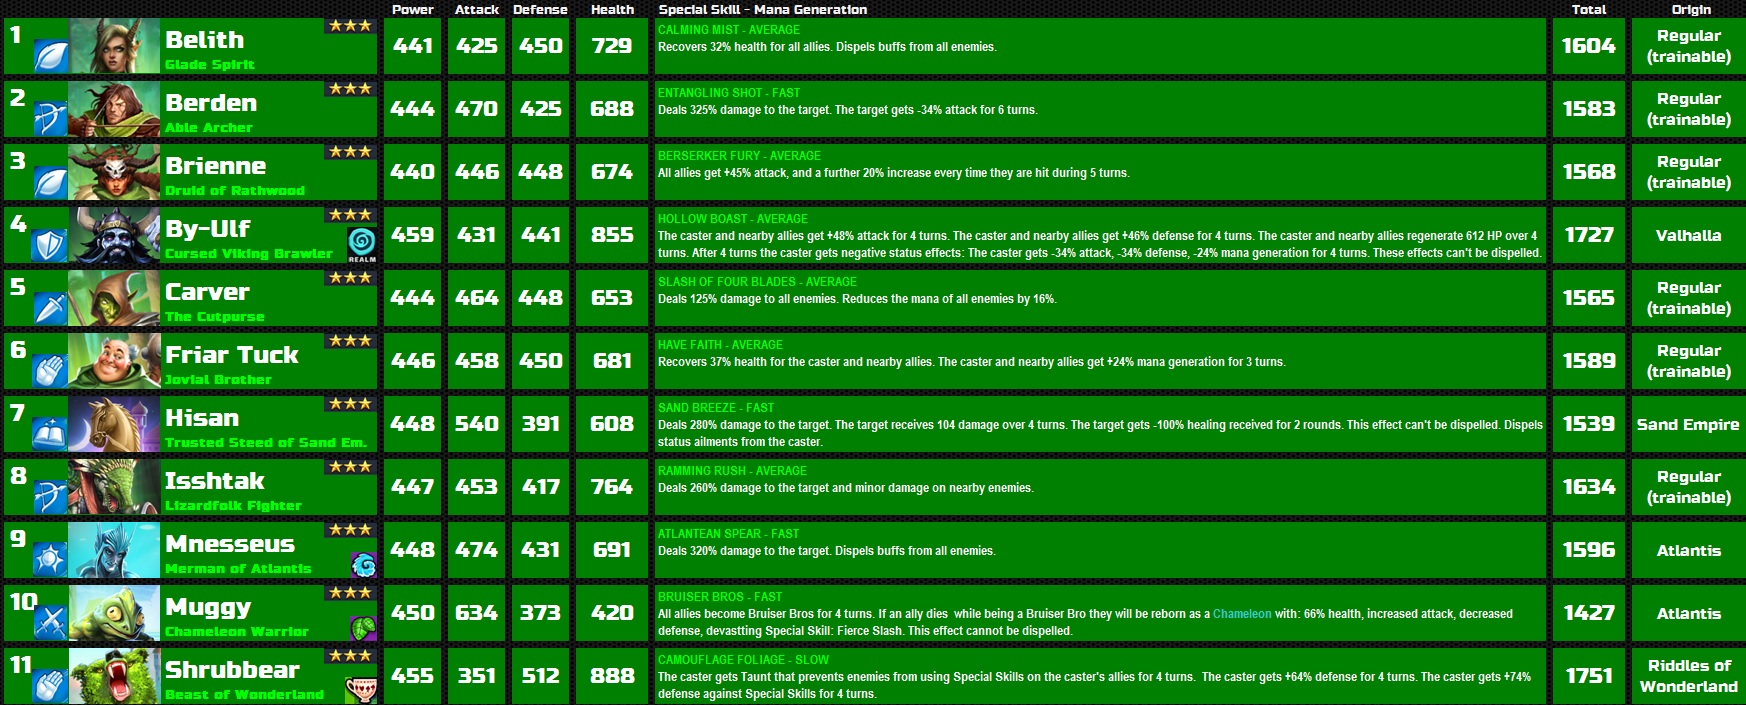 Power Attack Defense Health Special Skill - Mana Generation Total Origin
1 Belith 441 425 450 729 CALMING MIST - AVERAGE 1604 Regular (trainable)
Glade Spirit Recovers 32% health for all allies. Dispels buffs from all enemies.
2 Berden 444 470 425 688 ENTANGLING SHOT - FAST 1583 Regular (trainable)
Able Archer Deals 325% damage to the target. The target gets -34% attack for 6 turns.
3 Brienne 440 446 448 674 BERSERKER FURY - AVERAGE 1568 Regular (trainable)
Druid of Rathwood All allies get +45% attack, and a further 20% increase every time they are hit during 5 turns.
4 By-Ulf 459 431 441 855 HOLLOW BOAST - AVERAGE 1727 Valhalla
Cursed Viking Brawler REALM The caster and nearby allies get +48% attack for 4 turns. The caster and nearby allies get +46% defense for 4 turns. The caster and nearby allies regenerate 612 HP over 4
turns. After 4 turns the caster gets negative status effects: The caster gets -34% attack, -34% defense, -24% mana generation for 4 turns. These effects can't be dispelled.
5 Carver 444 464 448 653 SLASH OF FOUR BLADES - AVERAGE 1565 Regular (trainable)
The Cutpurse Deals 125% damage to all enemies. Reduces the mana of all enemies by 16%.
6 Friar Tuck 446 458 450 681 HAVE FAITH - AVERAGE 1589 Regular (trainable)
Jovial Brother Recovers 37% health for the caster and nearby allies. The caster and nearby allies get +24% mana generation for 3 turns.
7 Hisan 448 540 391 608 SAND BREEZE - FAST 1539 Sand Empire
Trusted Steed of Sand Em. Deals 280% damage to the target. The target receives 104 damage over 4 turns. The target gets -100% healing received for 2 rounds. This effect can't be dispelled. Dispels
status ailments from the caster.
8 Isshtak 447 453 417 764 RAMMING RUSH - AVERAGE 1634 Regular (trainable)
Lizardfolk Fighter Deals 260% damage to the target and minor damage on nearby enemies.
9 Mnesseus 448 474 431 691 ATLANTEAN SPEAR - FAST 1596 Atlantis
Merman of Atlantis Deals 320% damage to the target. Dispels buffs from all enemies.
10 Muggy 450 634 373 420 BRUISER BROS - FAST 1427 Atlantis
Chameleon Warrior All allies become Bruiser Bros for 4 turns. If an ally dies while being a Bruiser Bro they will be reborn as a Chameleon with: 66% health, increased attack, decreased
defense, devastting Special Skill: Fierce Slash. This effect cannot be dispelled.
11 Shrubbear 455 351 512 888 CAMOUFLAGE FOLIAGE - SLOW 1751 Riddles of Wonderland
Beast of Wonderland The caster gets Taunt that prevents enemies from using Special Skills on the caster's allies for 4 turns. The caster gets +64% defense for 4 turns. The caster gets +74%
defense against Special Skills for 4 turns.